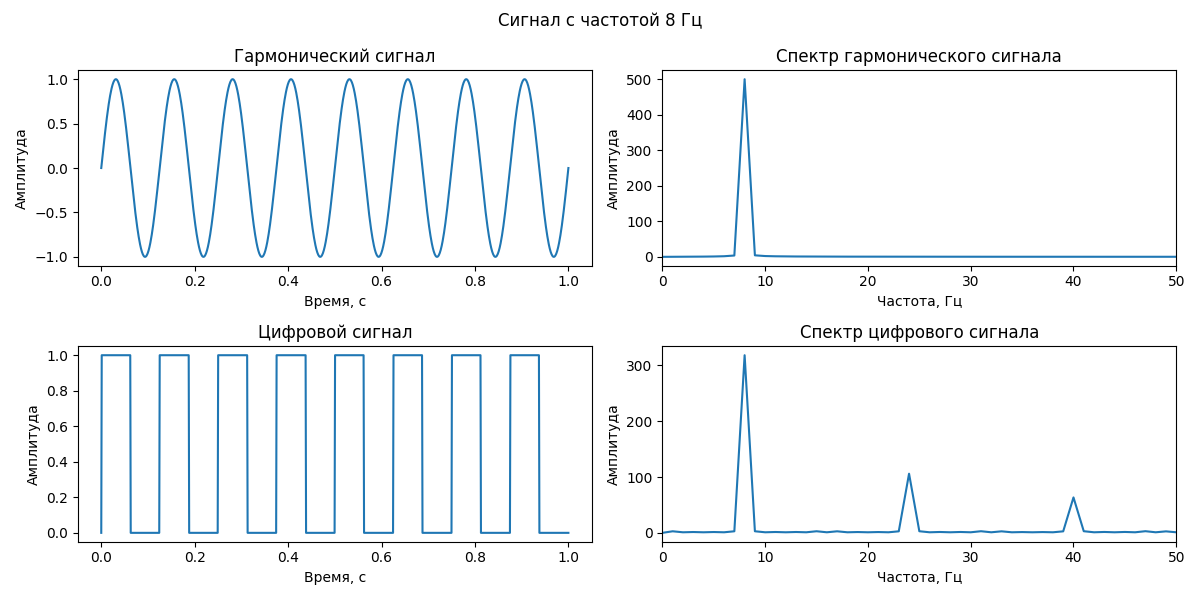 Сигнал с частотой 8 Гц
Гармонический сигнал
Амплитуда
1.0
0.5
0.0
−0.5
−1.0
0.0 0.2 0.4 0.6 0.8 1.0
Время, с
Спектр гармонического сигнала
Амплитуда
500
400
300
200
100
0
0 10 20 30 40 50
Частота, Гц
Цифровой сигнал
Амплитуда
1.0
0.8
0.6
0.4
0.2
0.0
0.0 0.2 0.4 0.6 0.8 1.0
Время, с
Спектр цифрового сигнала
Амплитуда
300
200
100
0
0 10 20 30 40 50
Частота, Гц